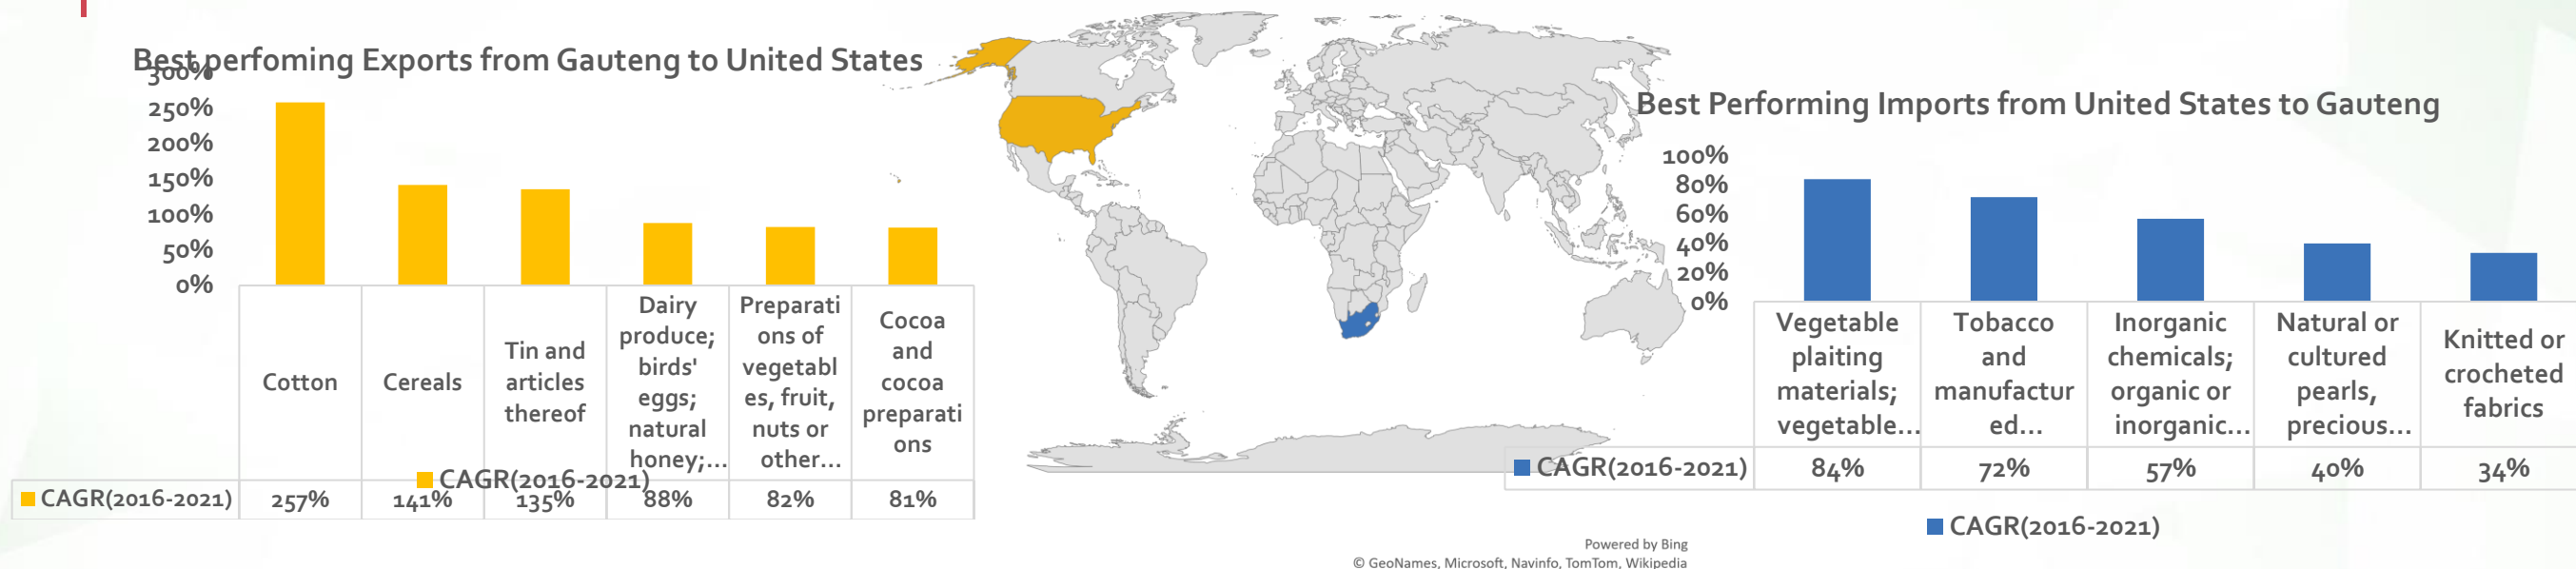 Best perfoming Exports from Gauteng to United States
300%
250%
200%
150%
100%
50%
0%
Cotton
Cereals
Tin and
articles
thereof
Dairy
produce;
birds'
eggs;
natural
honey;...
Preparati
ons of
vegetabl
es, fruit,
nuts or
other...
Cocoa
and
cocoa
preparati
ons
CAGR(2016-2021)
CAGR(2016-2021) 257% 141% 135% 88% 82% 81%
Best Performing Imports from United States to Gauteng
100%
80%
60%
40%
20%
0%
Vegetable
plaiting
materials;
vegetable...
Tobacco
and
manufactur
ed...
Inorganic
chemicals;
organic or
inorganic...
Natural or
cultured
pearls,
precious...
Knitted or
crocheted
fabrics
CAGR(2016-2021) 84% 72% 57% 40% 34%
CAGR(2016-2021)
Powered by Bing
© GeoNames, Microsoft, Navinfo, TomTom, Wikipedia